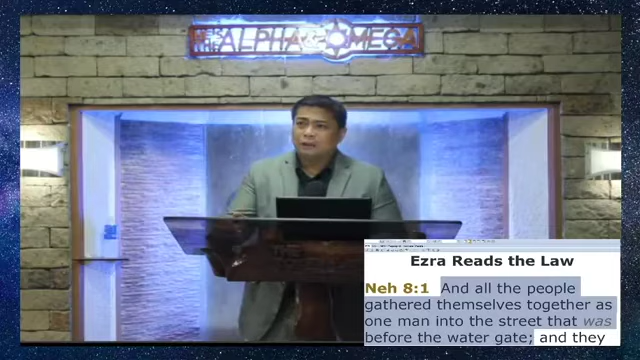 ALPHA & OMEGA
Ezra Reads the Law
Neh 8:1 And all the people
gathered themselves together as
one man into the street that was
before the water gate; and they